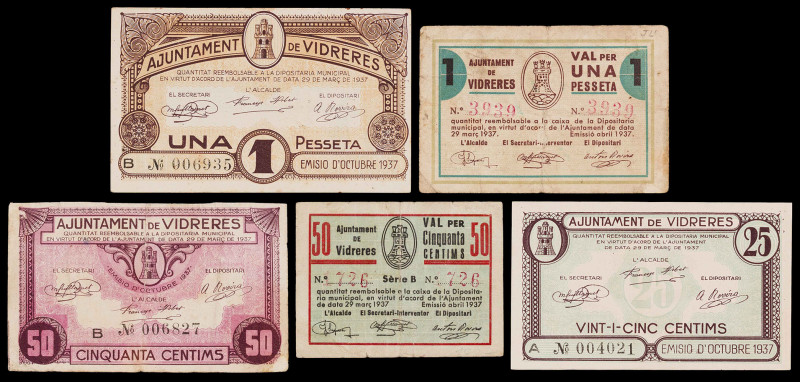 AJUNTAMENT DE VIDRERES
QUANTITAT REEMBOLSABLE A LA DIPOSITARIA MUNICIPAL
EN VIRTUT D'ACORD DE L'AJUNTAMENT DE DATA 29 DE MARÇ DE 1937
EL SECRETARI L'ALCALDE EL DIPOSITARI
UNA 1 PESSETA
B Nº 006935 EMISIO D'OCTUBRE 1937
1 AJUNTAMENT DE VIDRERES
VAL PER UNA PESSETA 1
N.º 3939 N.º 3939
quantitat reembolsable a la caixa de la Dipositaria
municipal, en virtut d'acord de l'Ajuntament de data
29 març 1937. Emissió abril 1937.
L'Alcalde El Secretari-Interventor El Dipositari
AJUNTAMENT DE VIDRERES
QUANTITAT REEMBOLSABLE A LA DIPOSITARIA MUNICIPAL
EN VIRTUT D'ACORD DE L'AJUNTAMENT DE DATA 29 DE MARÇ DE 1937
EMISIO D'OCTUBRE 1937
EL SECRETARI L'ALCALDE EL DIPOSITARI
B Nº 006827
50 CINQUANTA CENTIMS 50
50 Ajuntament de Vidreres
VAL PER Cinquanta CENTIMS 50
N.º 726 Sèrie B N.º 726
quantitat reembolsable a la caixa de la Diposita-
ria municipal, en virtut d'acord de l'Ajuntament
de data 29 març 1937 Emissió abril 1937
L'Alcalde El Secretari-Interventor El Dipositari
AJUNTAMENT DE VIDRERES
QUANTITAT REEMBOLSABLE A LA DIPOSITARIA MUNICIPAL
EN VIRTUT D'ACORD DE L'AJUNTAMENT
DE DATA 29 DE MARÇ DE 1937
25
L'ALCALDE
EL SECRETARI EL DIPOSITARI
25
VINT-I-CINC CENTIMS
A Nº 004021 EMISIO D'OCTUBRE 1937